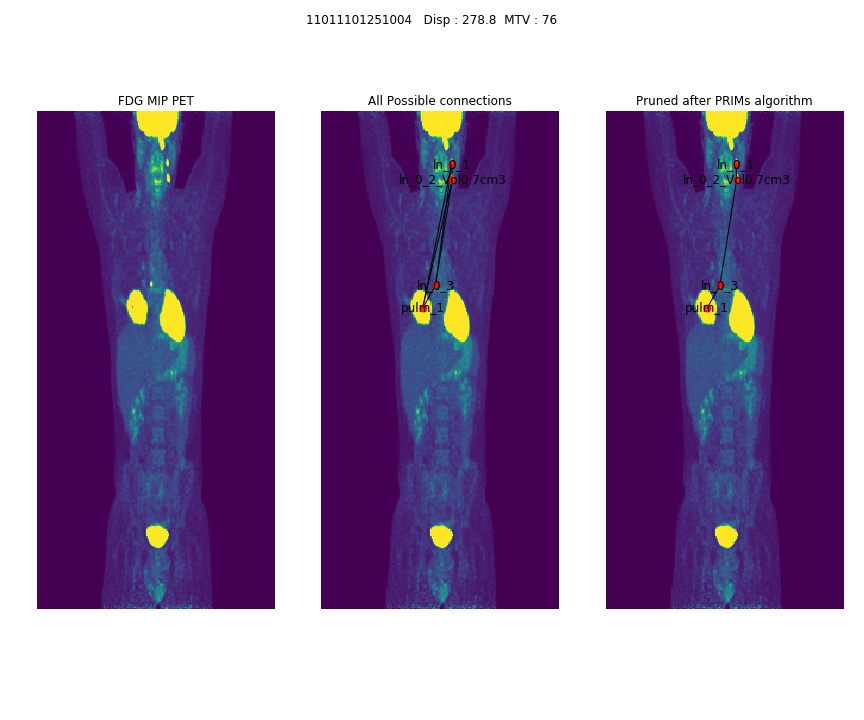 11011101251004 Disp : 278.8 MTV : 76
FDG MIP PET
All Possible connections
Pruned after PRIMs algorithm
ln_0_1
ln_0_2_Vol0.7cm3
ln_0_3
pulm_1
ln_0_1
ln_0_2_Vol0.7cm3
ln_0_3
pulm_1